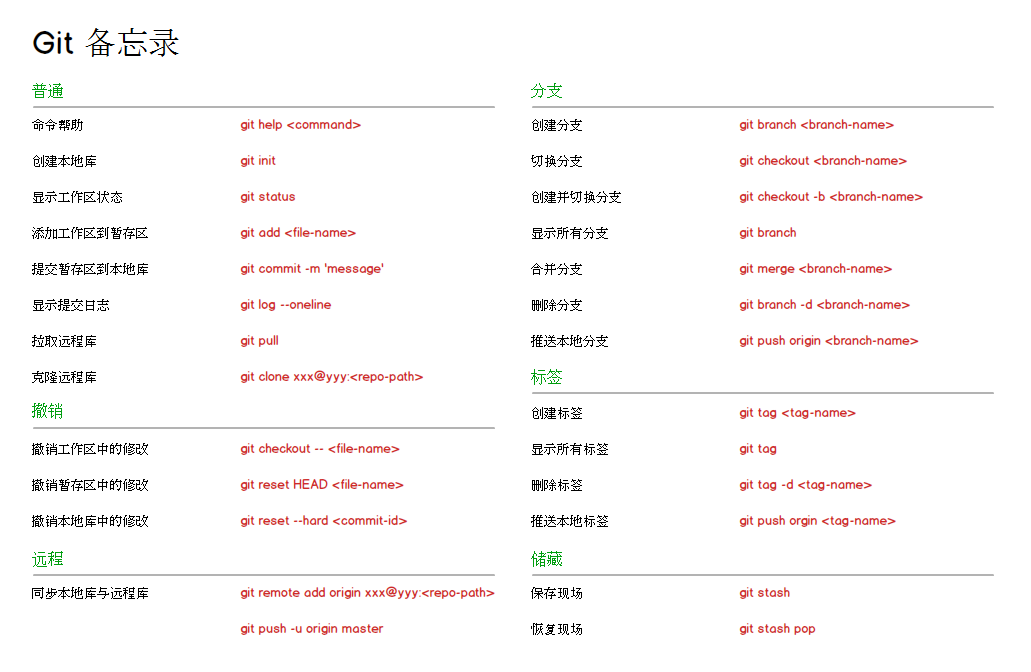 Git 备忘录
普通
命令帮助 git help <command>
创建本地库 git init
显示工作区状态 git status
添加工作区到暂存区 git add <file-name>
提交暂存区到本地库 git commit -m 'message'
显示提交日志 git log --oneline
拉取远程库 git pull
克隆远程库 git clone xxx@yyy:<repo-path>
撤销
撤销工作区中的修改 git checkout -- <file-name>
撤销暂存区中的修改 git reset HEAD <file-name>
撤销本地库中的修改 git reset --hard <commit-id>
远程
同步本地库与远程库 git remote add origin xxx@yyy:<repo-path>
git push -u origin master
分支
创建分支 git branch <branch-name>
切换分支 git checkout <branch-name>
创建并切换分支 git checkout -b <branch-name>
显示所有分支 git branch
合并分支 git merge <branch-name>
删除分支 git branch -d <branch-name>
推送本地分支 git push origin <branch-name>
标签
创建标签 git tag <tag-name>
显示所有标签 git tag
删除标签 git tag -d <tag-name>
推送本地标签 git push orgin <tag-name>
储藏
保存现场 git stash
恢复现场 git stash pop